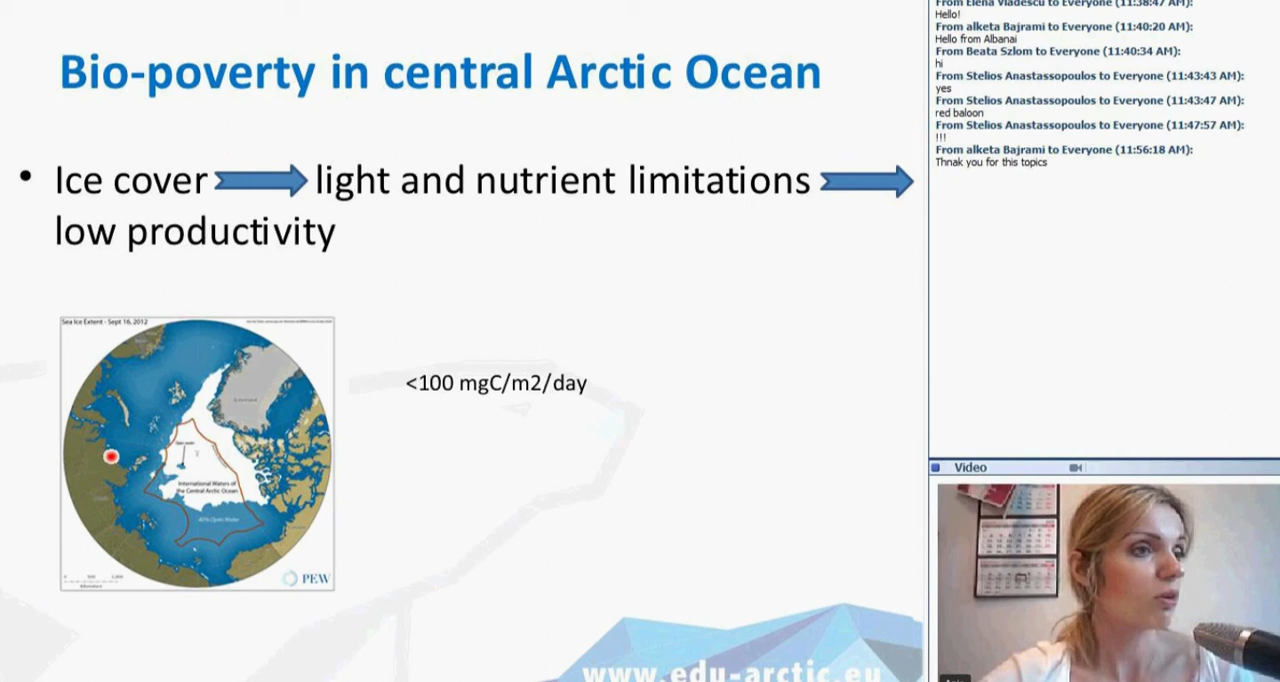 Bio-poverty in central Arctic Ocean
• Ice cover light and nutrient limitations
low productivity
Sea Ice Extent - Sept 16, 2012
International Waters of
the Central Arctic Ocean
40% Open Water
PEW
<100 mgC/m2/day
www.edu-arctic.eu
From Elena Vladescu to Everyone (11:38:47 AM):
Hello!
From alketa Bajrami to Everyone (11:40:20 AM):
Hello from Albanai
From Beata Szlom to Everyone (11:40:34 AM):
hi
From Stelios Anastassopoulos to Everyone (11:43:43 AM):
yes
From Stelios Anastassopoulos to Everyone (11:43:47 AM):
red baloon
From Stelios Anastassopoulos to Everyone (11:47:57 AM):
!!!
From alketa Bajrami to Everyone (11:56:18 AM):
Thnak you for this topics
Video